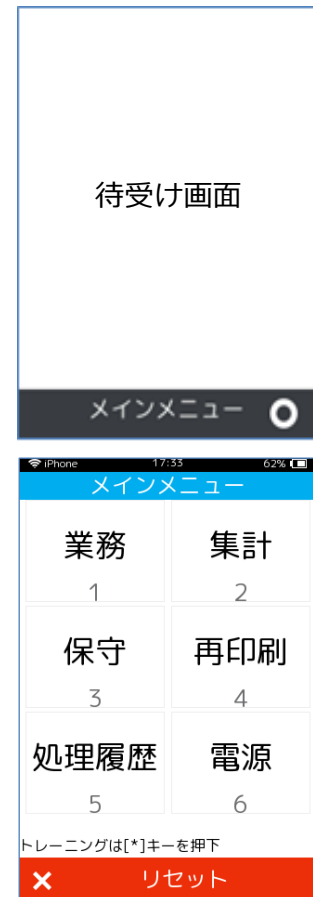 待受け画面
メインメニュー
iPhone 17:33 62%
メインメニュー
業務 集計
1 2
保守 再印刷
3 4
処理履歴 電源
5 6
トレーニングは[*]キーを押下
× リセット